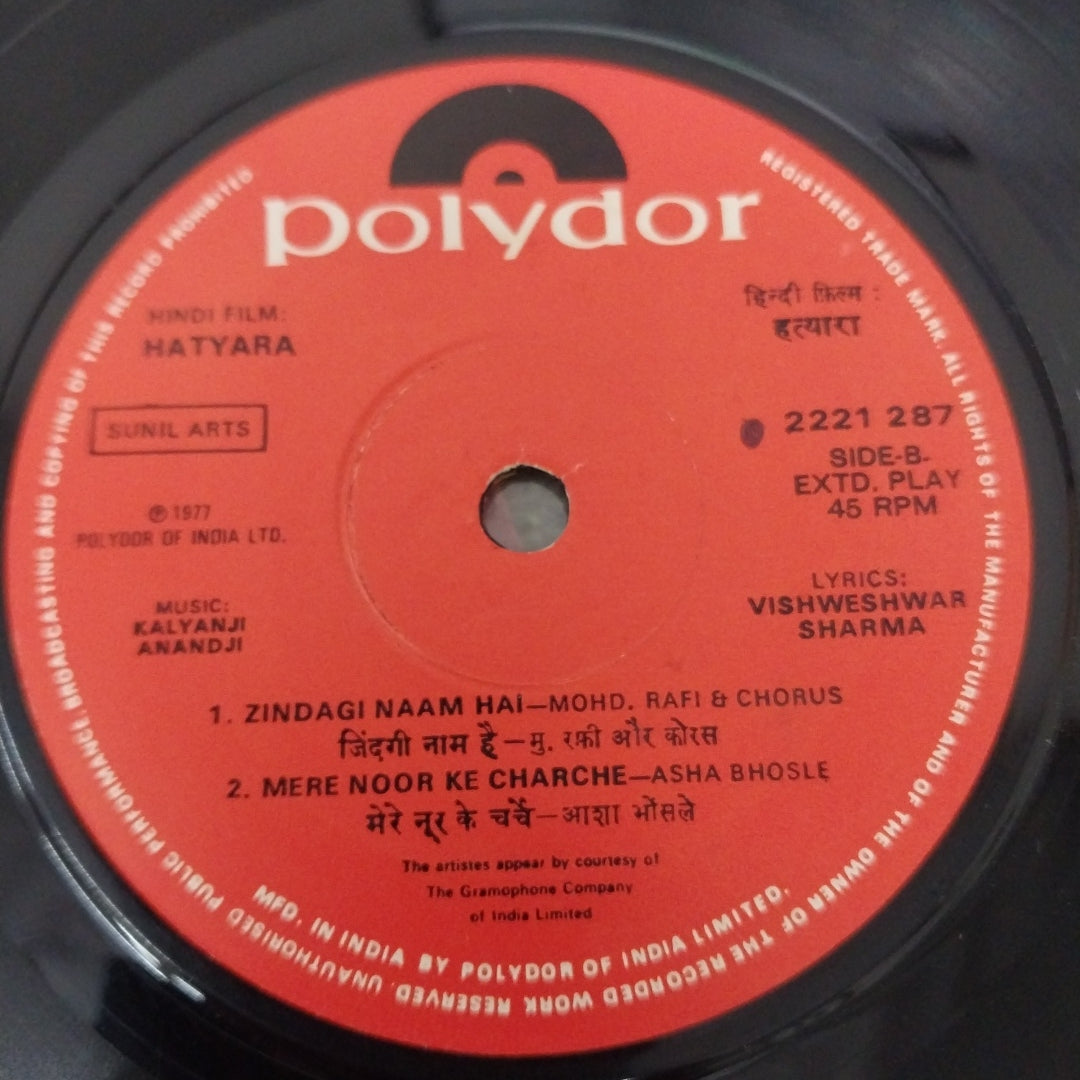 polydor
HINDI FILM:
HATYARA
हिन्दी फ़िल्म :
हत्यारा
SUNIL ARTS
2221 287
SIDE-B-
EXTD. PLAY
45 RPM
℗ 1977
POLYDOR OF INDIA LTD.
MUSIC:
KALYANJI
ANANDJI
LYRICS:
VISHWESHWAR
SHARMA
1. ZINDAGI NAAM HAI—MOHD. RAFI & CHORUS
जिंदगी नाम है—मु. रफ़ी और कोरस
2. MERE NOOR KE CHARCHE—ASHA BHOSLE
मेरे नूर के चर्चे—आशा भोंसले
The artistes appear by courtesy of
The Gramophone Company
of India Limited
MFD. IN INDIA BY POLYDOR OF INDIA LIMITED.
REGISTERED TRADE MARK. ALL RIGHTS OF THE MANUFACTURER AND OF THE OWNER OF THE RECORDED WORK RESERVED. UNAUTHORISED PUBLIC PERFORMANCE BROADCASTING AND COPYING OF THIS RECORD PROHIBITED